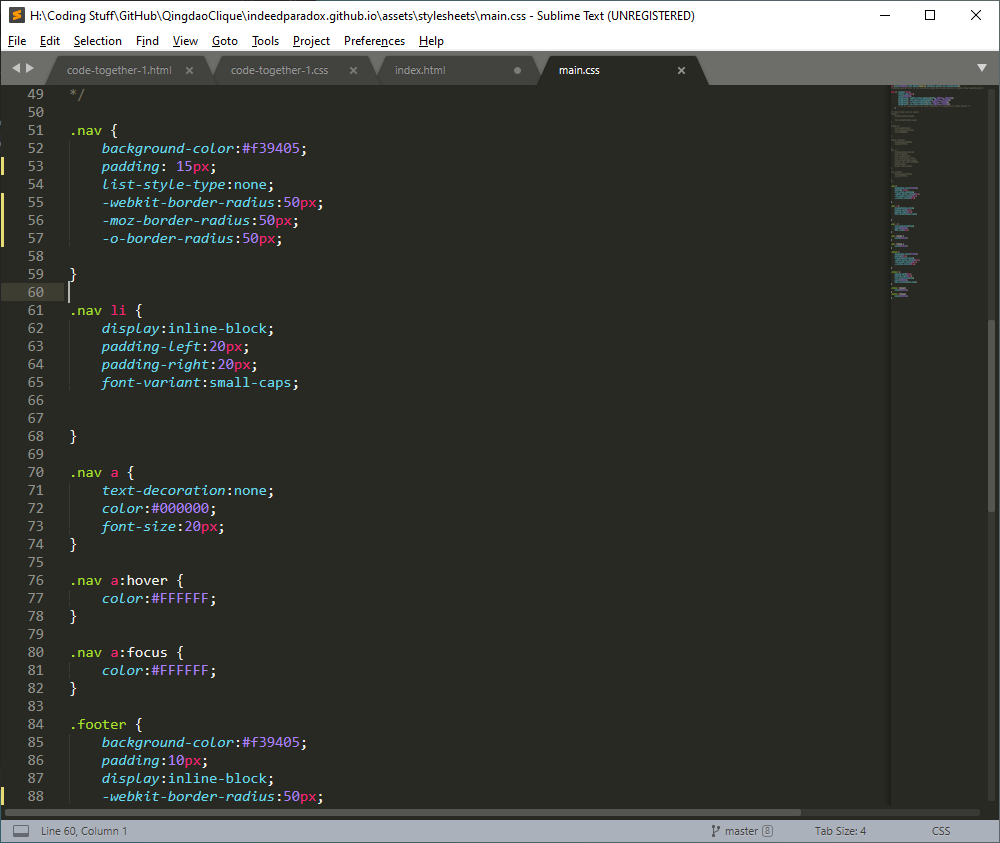 H:\Coding Stuff\GitHub\QingdaoClique\indeedparadox.github.io\assets\stylesheets\main.css - Sublime Text (UNREGISTERED)
File Edit Selection Find View Goto Tools Project Preferences Help
code-together-1.html code-together-1.css index.html main.css
49 */
50
51 .nav {
52 background-color:#f39405;
53 padding: 15px;
54 list-style-type:none;
55 -webkit-border-radius:50px;
56 -moz-border-radius:50px;
57 -o-border-radius:50px;
58
59 }
60
61 .nav li {
62 display:inline-block;
63 padding-left:20px;
64 padding-right:20px;
65 font-variant:small-caps;
66
67
68 }
69
70 .nav a {
71 text-decoration:none;
72 color:#000000;
73 font-size:20px;
74 }
75
76 .nav a:hover {
77 color:#FFFFFF;
78 }
79
80 .nav a:focus {
81 color:#FFFFFF;
82 }
83
84 .footer {
85 background-color:#f39405;
86 padding:10px;
87 display:inline-block;
88 -webkit-border-radius:50px;
Line 60, Column 1 master 8 Tab Size: 4 CSS